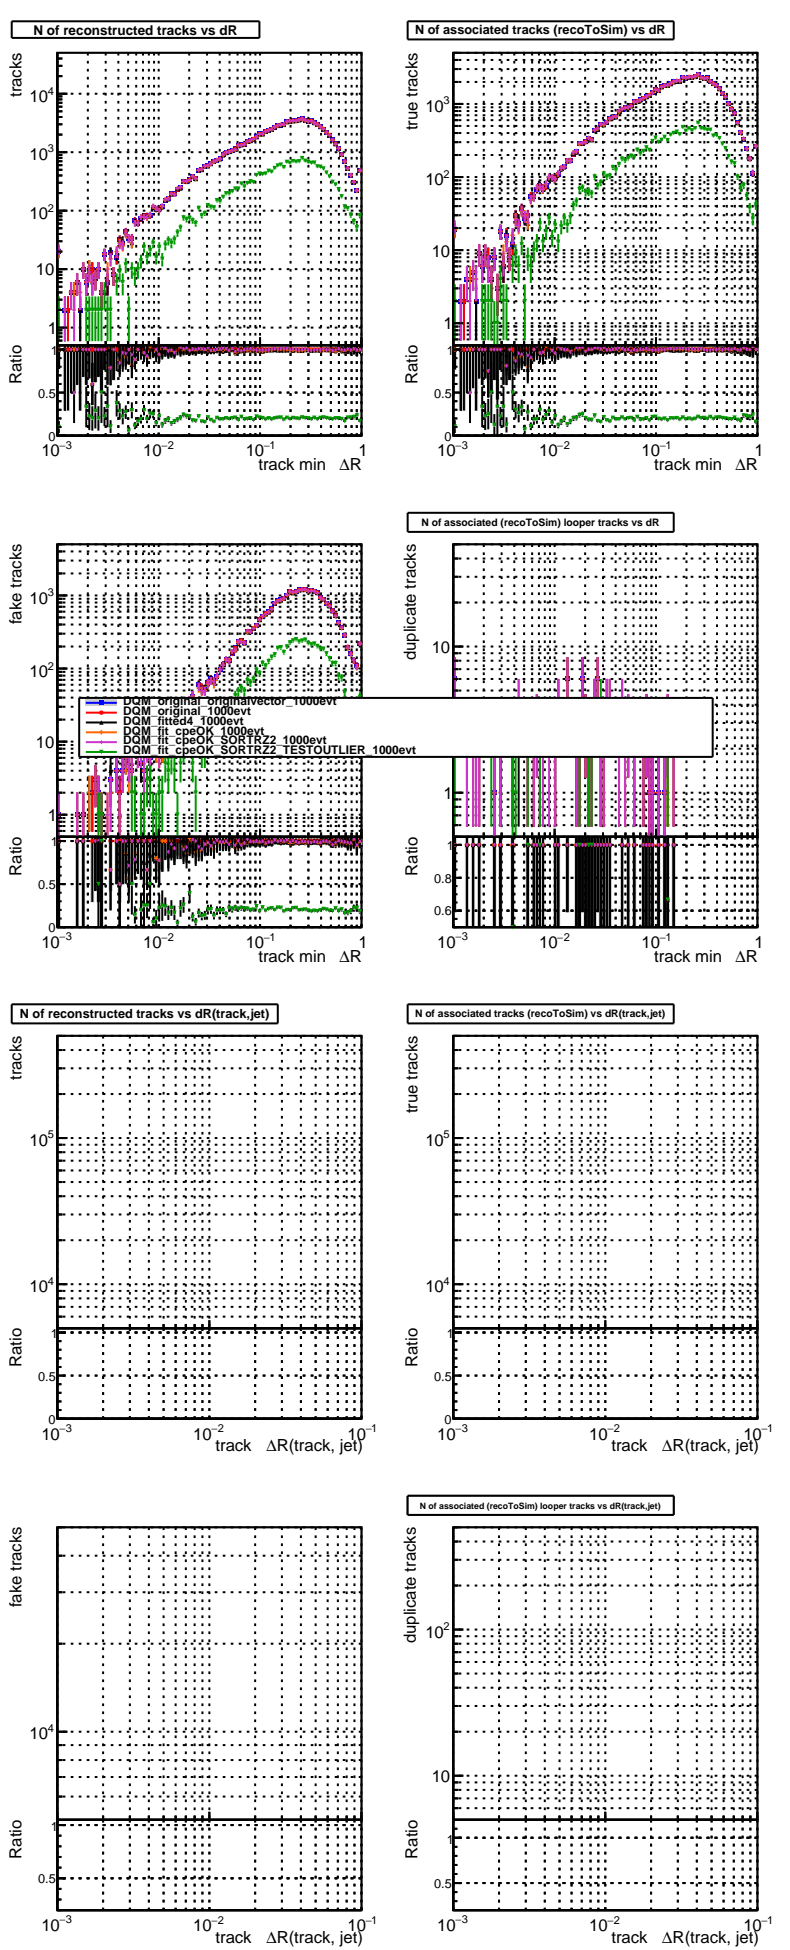 N of reconstructed tracks vs dR
tracks
10⁴
10³
10²
10
1
Ratio
1
0.5
0
10⁻³ 10⁻² 10⁻¹ 1
track min ΔR
N of associated tracks (recoToSim) vs dR
true tracks
10³
10²
10
1
Ratio
1
0.5
0
10⁻³ 10⁻² 10⁻¹ 1
track min ΔR
fake tracks
10³
10²
10
1
Ratio
1
0.5
0
10⁻³ 10⁻² 10⁻¹ 1
track min ΔR
N of associated (recoToSim) looper tracks vs dR
duplicate tracks
10
1
Ratio
1
0.8
0.6
10⁻³ 10⁻² 10⁻¹ 1
track min ΔR
DQM_original_originalvector_1000evt
DQM_original_1000evt
DQM_fitted4_1000evt
DQM_fit_cpeOK_1000evt
DQM_fit_cpeOK_SORTRZ2_1000evt
DQM_fit_cpeOK_SORTRZ2_TESTOUTLIER_1000evt
N of reconstructed tracks vs dR(track,jet)
tracks
10⁵
10⁴
Ratio
1
0.5
0
10⁻³ 10⁻² 10⁻¹
track ΔR(track, jet)
N of associated tracks (recoToSim) vs dR(track,jet)
true tracks
10⁵
10⁴
Ratio
1
0.5
0
10⁻³ 10⁻² 10⁻¹
track ΔR(track, jet)
fake tracks
10⁴
Ratio
1
0.5
10⁻³ 10⁻² 10⁻¹
track ΔR(track, jet)
N of associated (recoToSim) looper tracks vs dR(track,jet)
duplicate tracks
10²
10
Ratio
1
0.5
10⁻³ 10⁻² 10⁻¹
track ΔR(track, jet)